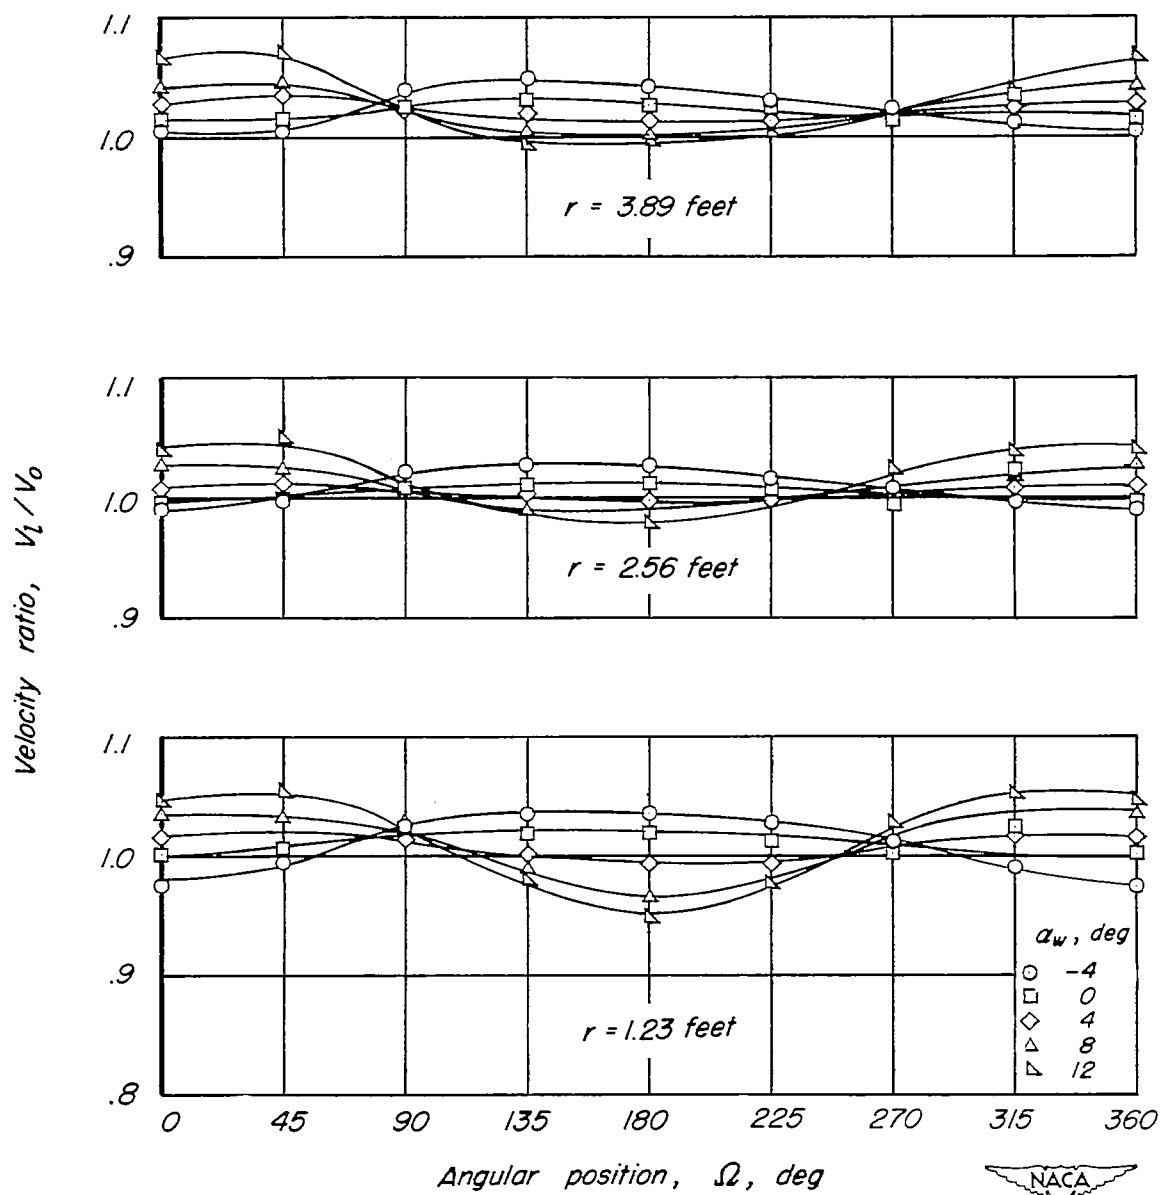 1.1
1.0
r = 3.89 feet
.9
1.1
1.0
r = 2.56 feet
.9
Velocity ratio, Vl/Vo
1.1
1.0
αw, deg
.9
-4
0
r = 1.23 feet
4
8
12
.8
0 45 90 135 180 225 270 315 360
Angular position, Ω, deg
NACA